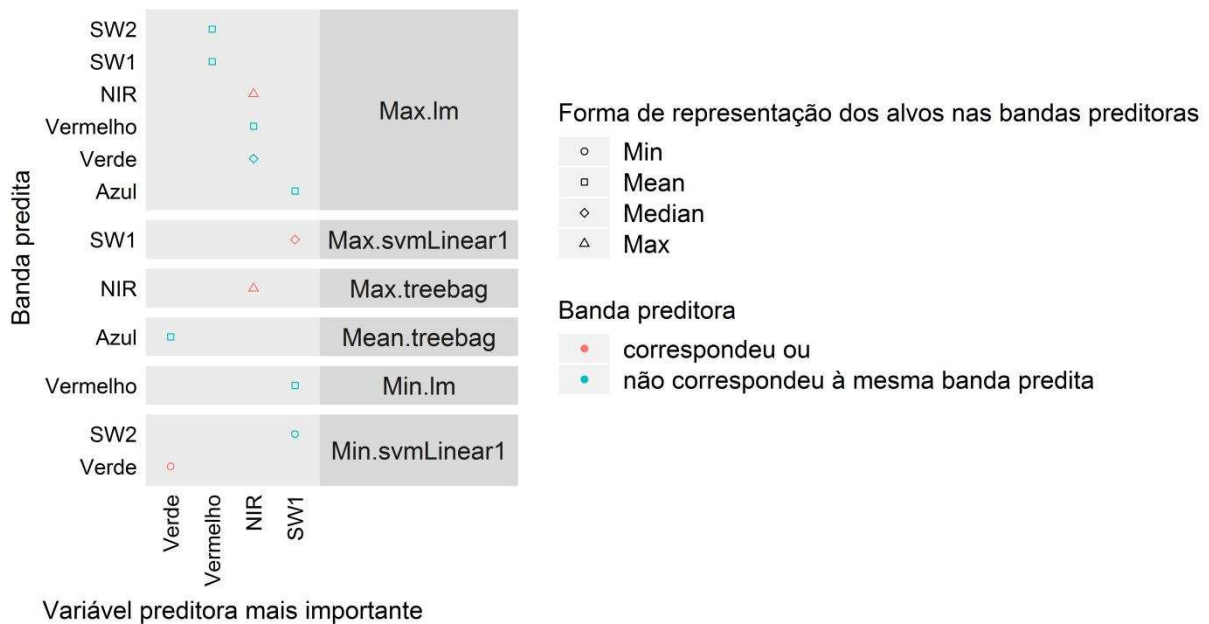 Banda predita
SW2
SW1
NIR
Vermelho
Verde
Azul
Max.lm
SW1
Max.svmLinear1
NIR
Max.treebag
Azul
Mean.treebag
Vermelho
Min.lm
SW2
Verde
Min.svmLinear1
Verde
Vermelho
NIR
SW1
Variável preditora mais importante
Forma de representação dos alvos nas bandas preditoras
Min
Mean
Median
Max
Banda preditora
correspondeu ou
não correspondeu à mesma banda predita